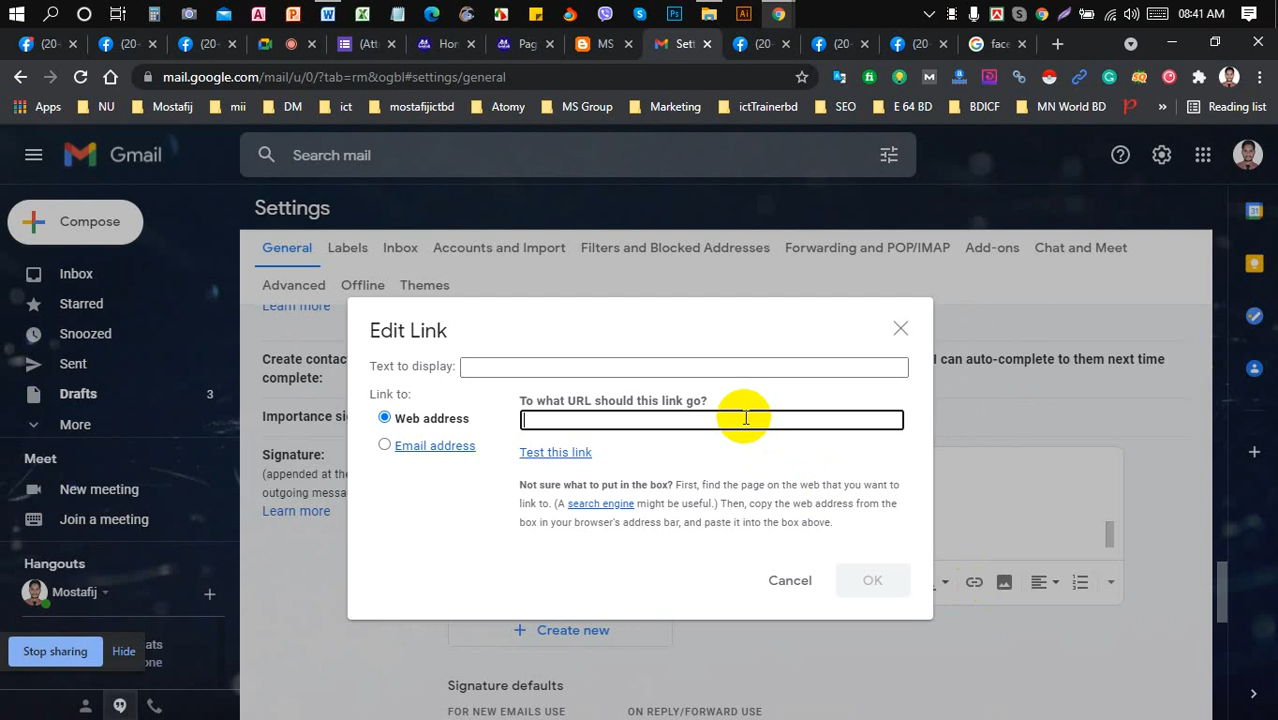 08:41 AM
(20-
(20-
(20-
(Att
Hor
Pag
MS
Sett
(20-
(20-
(20-
face
mail.google.com/mail/u/0/?tab=rm&ogbl#settings/general
Apps
NU
Mostafij
mii
DM
ict
mostafijictbd
Atomy
MS Group
Marketing
ictTrainerbd
SEO
E 64 BD
BDICF
MN World BD
»
Reading list
Gmail
Search mail
Compose
Settings
General
Labels
Inbox
Accounts and Import
Filters and Blocked Addresses
Forwarding and POP/IMAP
Add-ons
Chat and Meet
Advanced
Offline
Themes
Inbox
Starred
Snoozed
Sent
Drafts
3
More
Meet
New meeting
Join a meeting
Hangouts
Mostafij
Stop sharing
Hide
Learn more
Create contac
complete:
I can auto-complete to them next time
Importance si
Signature:
(appended at the
outgoing messa
Learn more
Edit Link
Text to display:
Link to:
Web address
Email address
To what URL should this link go?
Test this link
Not sure what to put in the box? First, find the page on the web that you want to
link to. (A search engine might be useful.) Then, copy the web address from the
box in your browser's address bar, and paste it into the box above.
Cancel
OK
Create new
Signature defaults
FOR NEW EMAILS USE
ON REPLY/FORWARD USE